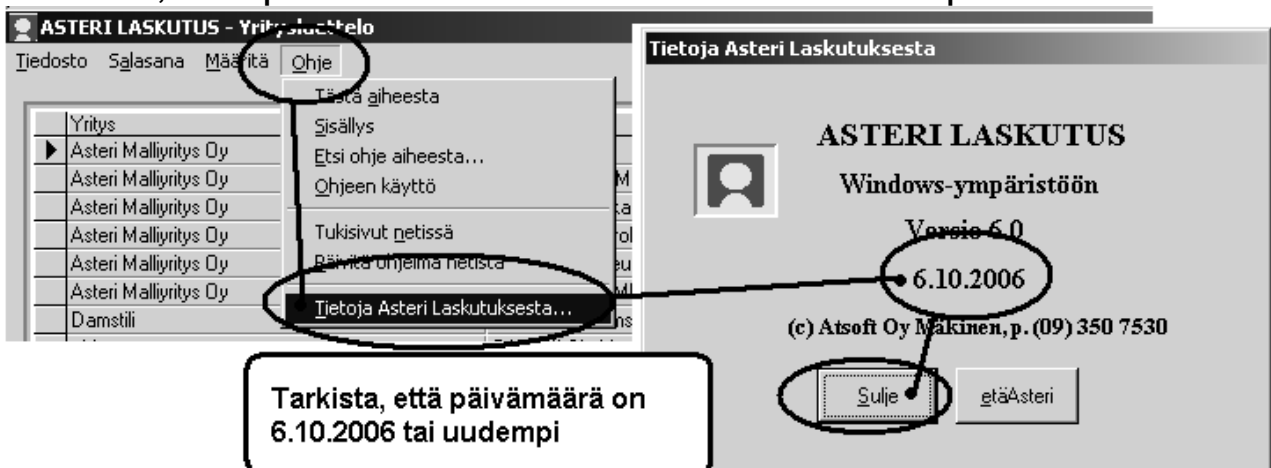 ASTERI LASKUTUS - Yritysluettelo
Tiedosto Salasana Määritä Ohje
Tästä aiheesta
Sisällys
Etsi ohje aiheesta...
Ohjeen käyttö
Tukisivut netissä
Päivitä ohjelma netistä
Tietoja Asteri Laskutuksesta...
Yritys
Asteri Malliyritys Oy
Asteri Malliyritys Oy
Asteri Malliyritys Oy
Asteri Malliyritys Oy
Asteri Malliyritys Oy
Asteri Malliyritys Oy
Damstili
Tarkista, että päivämäärä on
6.10.2006 tai uudempi
Tietoja Asteri Laskutuksesta
ASTERI LASKUTUS
Windows-ympäristöön
Versio 6.0
6.10.2006
(c) Atsoft Oy Mäkinen, p. (09) 350 7530
Sulje
etäAsteri